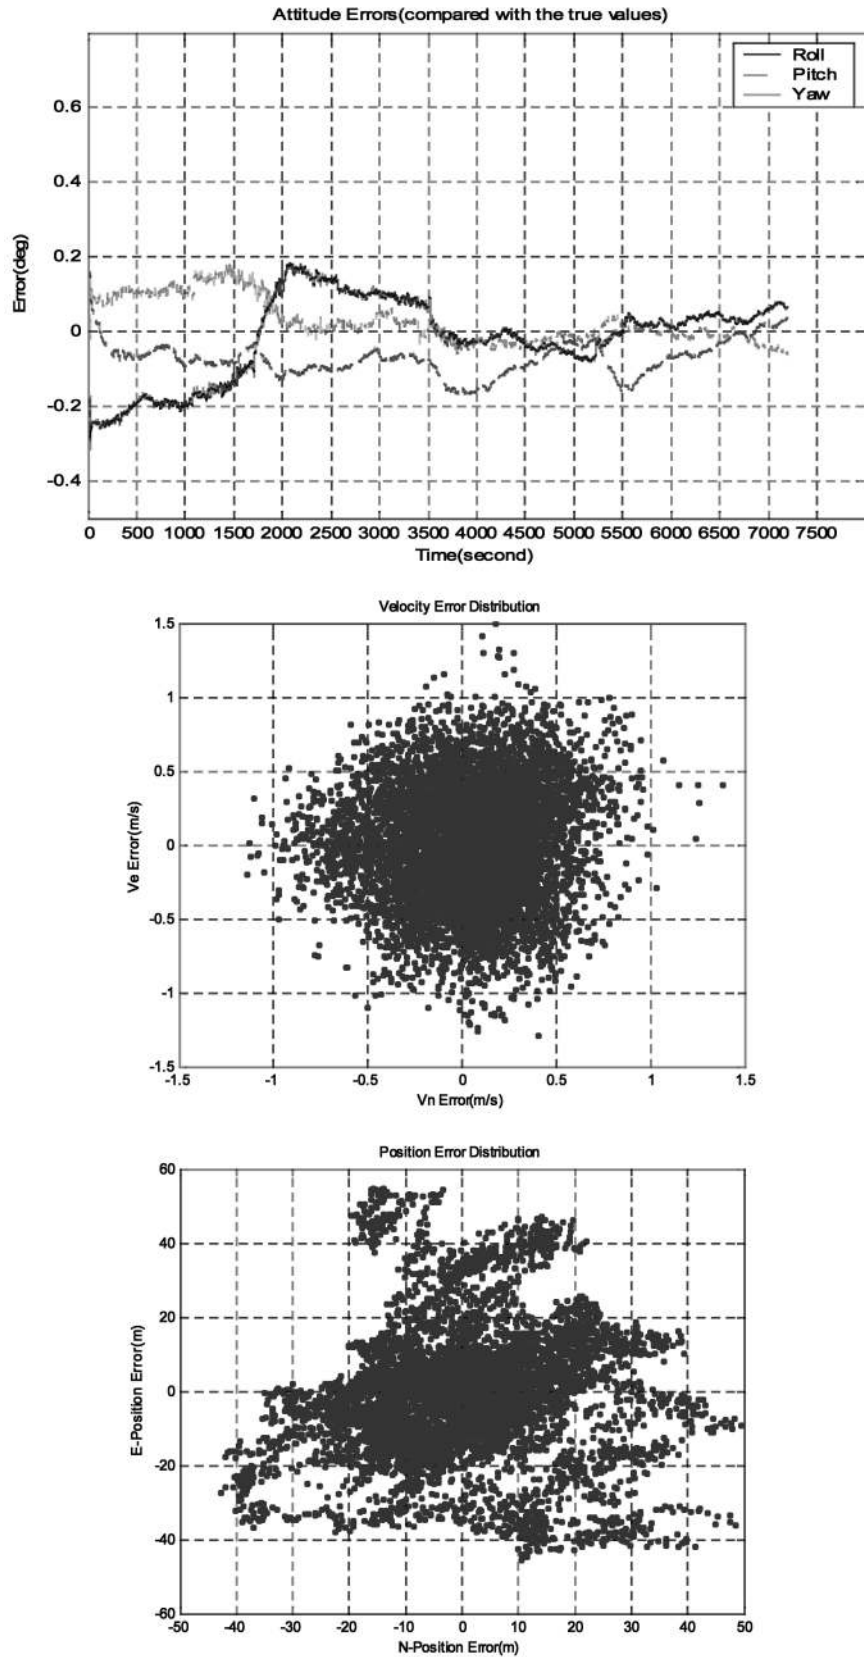 Attitude Errors(compared with the true values)
Roll
Pitch
Yaw
0.6
0.4
0.2
0
-0.2
-0.4
Error(deg)
0 500 1000 1500 2000 2500 3000 3500 4000 4500 5000 5500 6000 6500 7000 7500
Time(second)
Velocity Error Distribution
1.5
1
0.5
0
-0.5
-1
-1.5
Ve Error(m/s)
-1.5 -1 -0.5 0 0.5 1 1.5
Vn Error(m/s)
Position Error Distribution
60
40
20
0
-20
-40
-60
E-Position Error(m)
-50 -40 -30 -20 -10 0 10 20 30 40 50
N-Position Error(m)